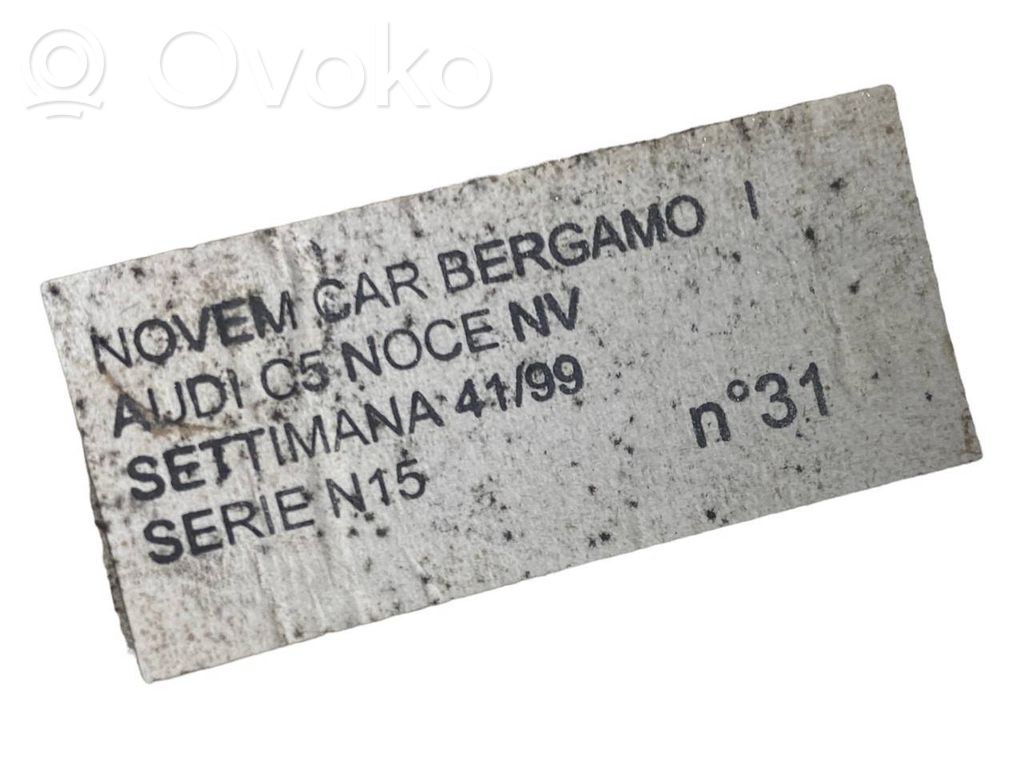 Ovoko
NOVEM CAR BERGAMO I
AUDI C5 NOCE NV
SETTIMANA 41/99
SERIE N15
n°31